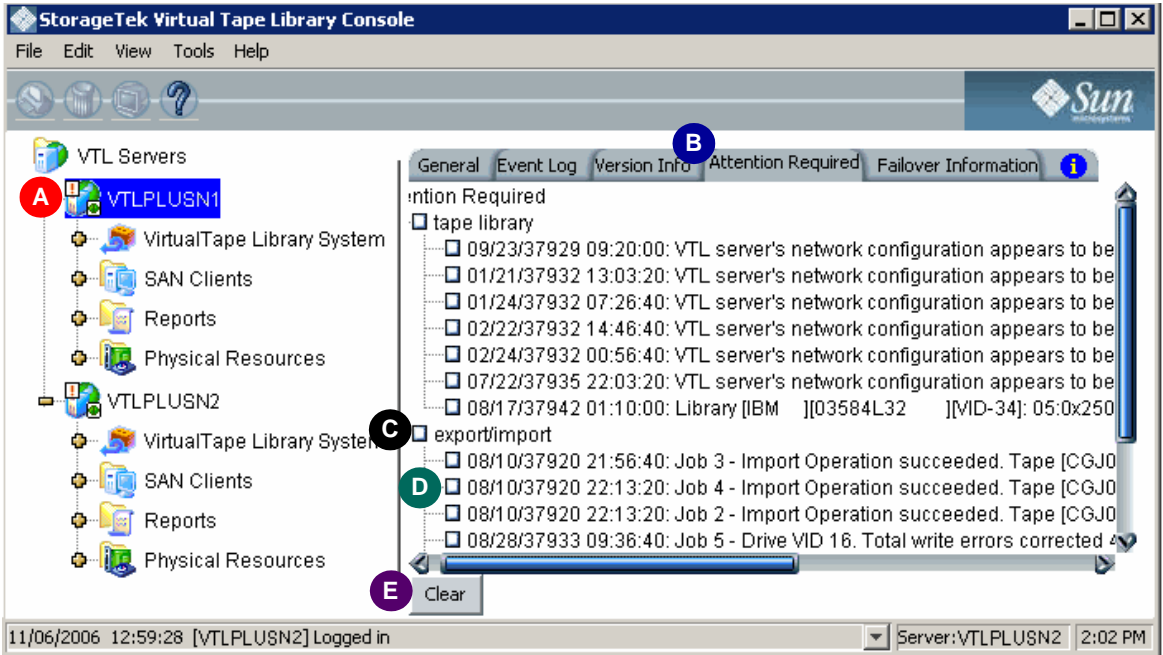 StorageTek Virtual Tape Library Console
File Edit View Tools Help
Sun
microsystems
VTL Servers
A VTLPLUSN1
VirtualTape Library System
SAN Clients
Reports
Physical Resources
VTLPLUSN2
VirtualTape Library System
SAN Clients
Reports
Physical Resources
B
General Event Log Version Info Attention Required Failover Information i
ntion Required
tape library
09/23/37929 09:20:00: VTL server's network configuration appears to be
01/21/37932 13:03:20: VTL server's network configuration appears to be
01/24/37932 07:26:40: VTL server's network configuration appears to be
02/22/37932 14:46:40: VTL server's network configuration appears to be
02/24/37932 00:56:40: VTL server's network configuration appears to be
07/22/37935 22:03:20: VTL server's network configuration appears to be
08/17/37942 01:10:00: Library [IBM ][03584L32 ][VID-34]: 05:0x250
C export/import
08/10/37920 21:56:40: Job 3 - Import Operation succeeded. Tape [CGJ0
D 08/10/37920 22:13:20: Job 4 - Import Operation succeeded. Tape [CGJ0
08/10/37920 22:13:20: Job 2 - Import Operation succeeded. Tape [CGJ0
08/28/37933 09:36:40: Job 5 - Drive VID 16. Total write errors corrected 4
E Clear
11/06/2006 12:59:28 [VTLPLUSN2] Logged in
Server:VTLPLUSN2 2:02 PM